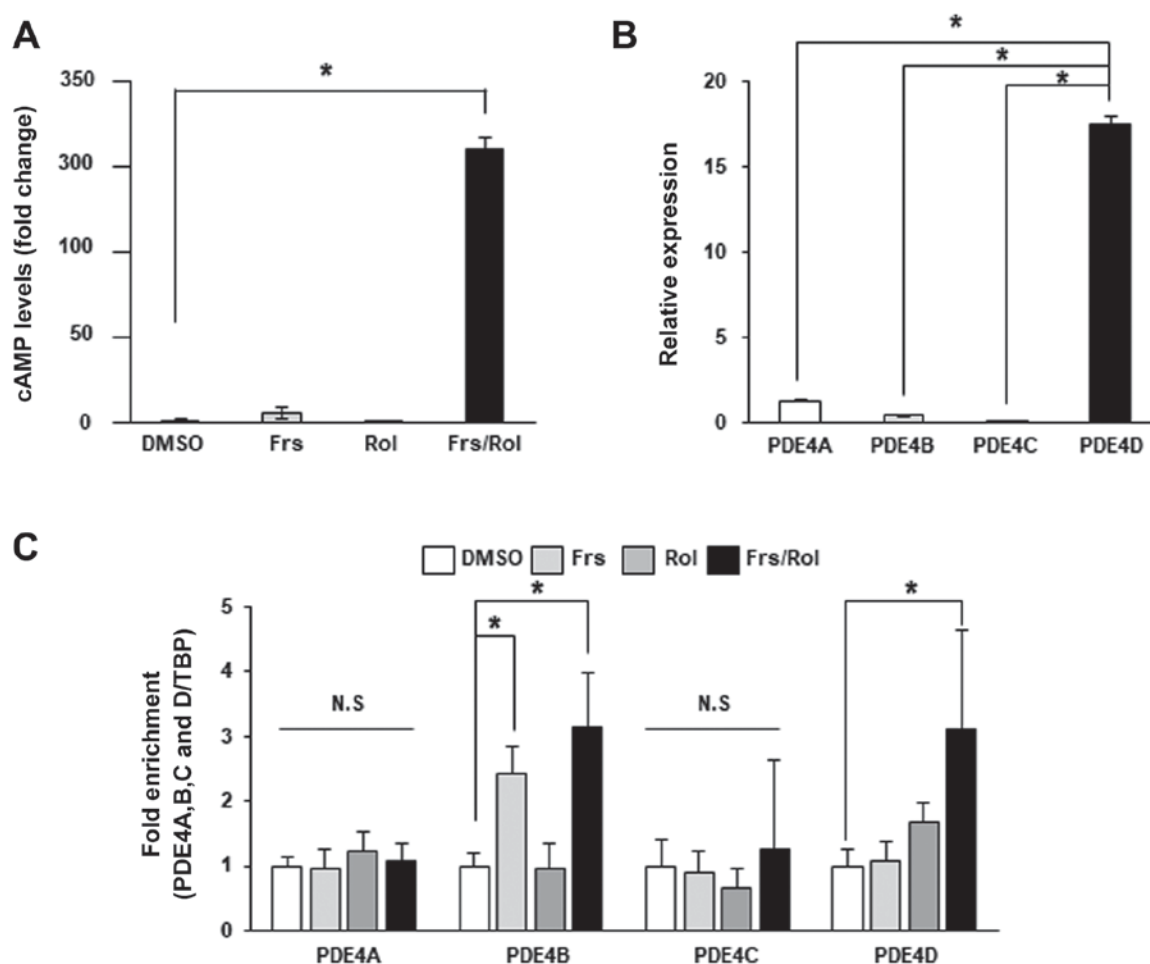 A
cAMP levels (fold change)
350
300
100
50
0
*
DMSO Frs Rol Frs/Rol
B
Relative expression
20
15
10
5
0
*
*
*
PDE4A PDE4B PDE4C PDE4D
C
DMSO Frs Rol Frs/Rol
Fold enrichment
(PDE4A,B,C and D/TBP)
5
4
3
2
1
0
N.S
*
*
N.S
*
PDE4A PDE4B PDE4C PDE4D